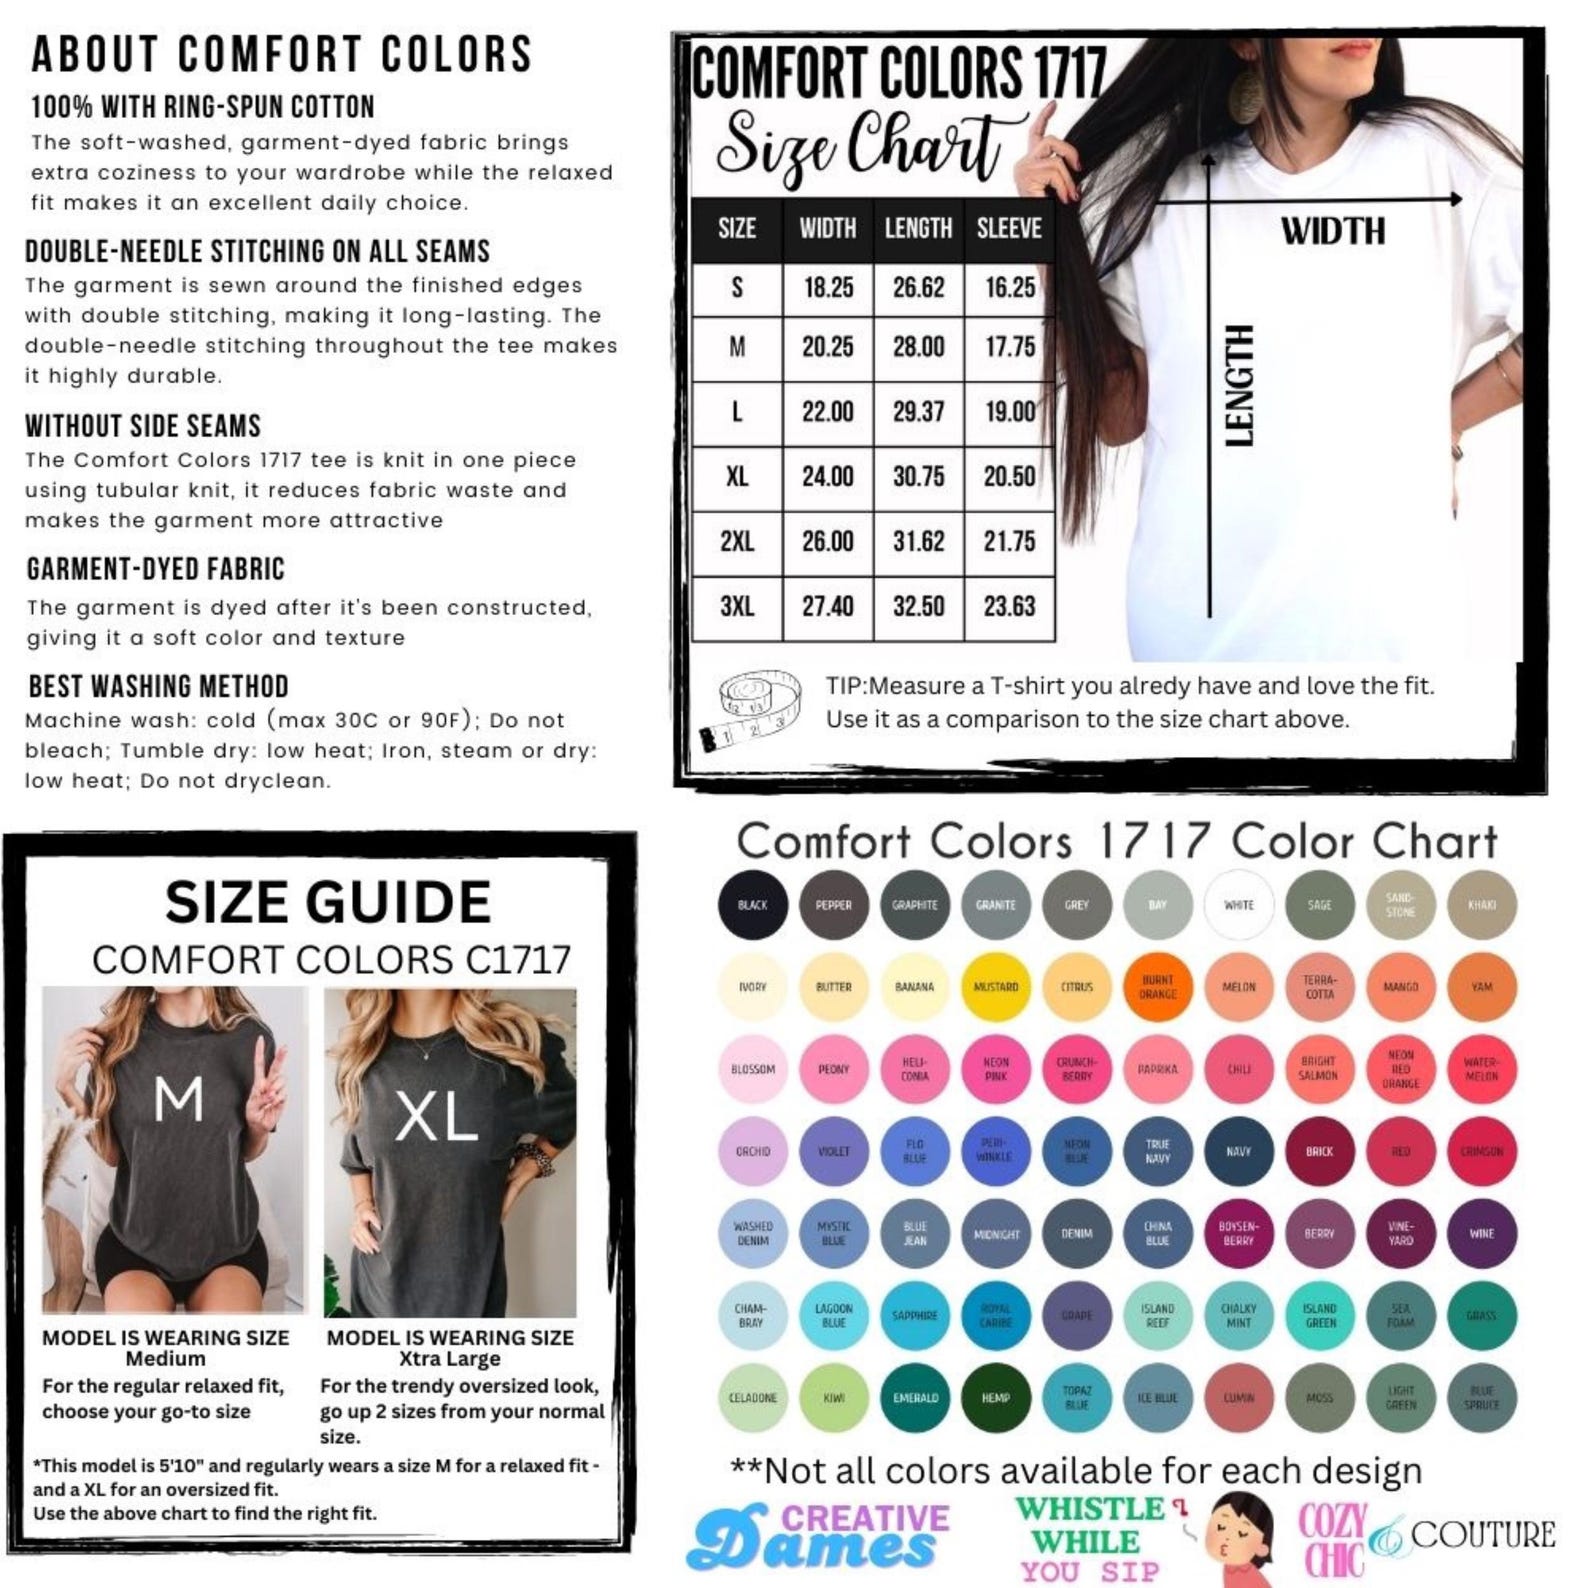 ABOUT COMFORT COLORS
100% WITH RING-SPUN COTTON
The soft-washed, garment-dyed fabric brings
extra coziness to your wardrobe while the relaxed
fit makes it an excellent daily choice.
DOUBLE-NEEDLE STITCHING ON ALL SEAMS
The garment is sewn around the finished edges
with double stitching, making it long-lasting. The
double-needle stitching throughout the tee makes
it highly durable.
WITHOUT SIDE SEAMS
The Comfort Colors 1717 tee is knit in one piece
using tubular knit, it reduces fabric waste and
makes the garment more attractive
GARMENT-DYED FABRIC
The garment is dyed after it's been constructed,
giving it a soft color and texture
BEST WASHING METHOD
Machine wash: cold (max 30C or 90F); Do not
bleach; Tumble dry: low heat; Iron, steam or dry:
low heat; Do not dryclean.
COMFORT COLORS 1717
Size Chart
SIZE WIDTH LENGTH SLEEVE
S 18.25 26.62 16.25
M 20.25 28.00 17.75
L 22.00 29.37 19.00
XL 24.00 30.75 20.50
2XL 26.00 31.62 21.75
3XL 27.40 32.50 23.63
WIDTH
LENGTH
12 13
1 2 3
TIP:Measure a T-shirt you alredy have and love the fit.
Use it as a comparison to the size chart above.
SIZE GUIDE
COMFORT COLORS C1717
M
XL
MODEL IS WEARING SIZE
Medium
For the regular relaxed fit,
choose your go-to size
MODEL IS WEARING SIZE
Xtra Large
For the trendy oversized look,
go up 2 sizes from your normal
size.
*This model is 5'10" and regularly wears a size M for a relaxed fit -
and a XL for an oversized fit.
Use the above chart to find the right fit.
Comfort Colors 1717 Color Chart
BLACK PEPPER GRAPHITE GRANITE GREY BAY WHITE SAGE SAND-STONE KHAKI
IVORY BUTTER BANANA MUSTARD CITRUS BURNT ORANGE MELON TERRA-COTTA MANGO YAM
BLOSSOM PEONY HELI-CONIA NEON PINK CRUNCH-BERRY PAPRIKA CHILI BRIGHT SALMON NEON RED ORANGE WATER-MELON
ORCHID VIOLET FLO BLUE PERI-WINKLE NEON BLUE TRUE NAVY NAVY BRICK RED CRIMSON
WASHED DENIM MYSTIC BLUE BLUE JEAN MIDNIGHT DENIM CHINA BLUE BOYSEN-BERRY BERRY VINE-YARD WINE
CHAM-BRAY LAGOON BLUE SAPPHIRE ROYAL CARIBE GRAPE ISLAND REEF CHALKY MINT ISLAND GREEN SEA FOAM GRASS
CELADONE KIWI EMERALD HEMP TOPAZ BLUE ICE BLUE CUMIN MOSS LIGHT GREEN BLUE SPRUCE
**Not all colors available for each design
CREATIVE
Dames
WHISTLE
WHILE
YOU SIP
COZY
CHIC
& COUTURE